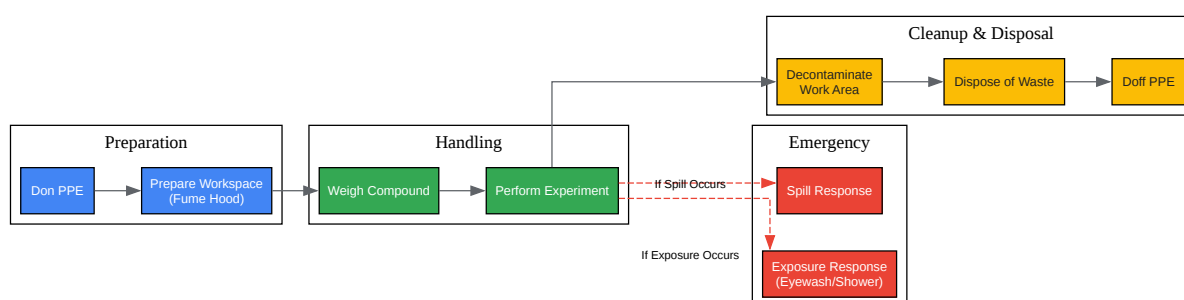 Cleanup & Disposal
Decontaminate
Work Area
Dispose of Waste
Doff PPE
Preparation
Don PPE
Prepare Workspace
(Fume Hood)
Handling
Weigh Compound
Perform Experiment
If Spill Occurs
If Exposure Occurs
Emergency
Spill Response
Exposure Response
(Eyewash/Shower)